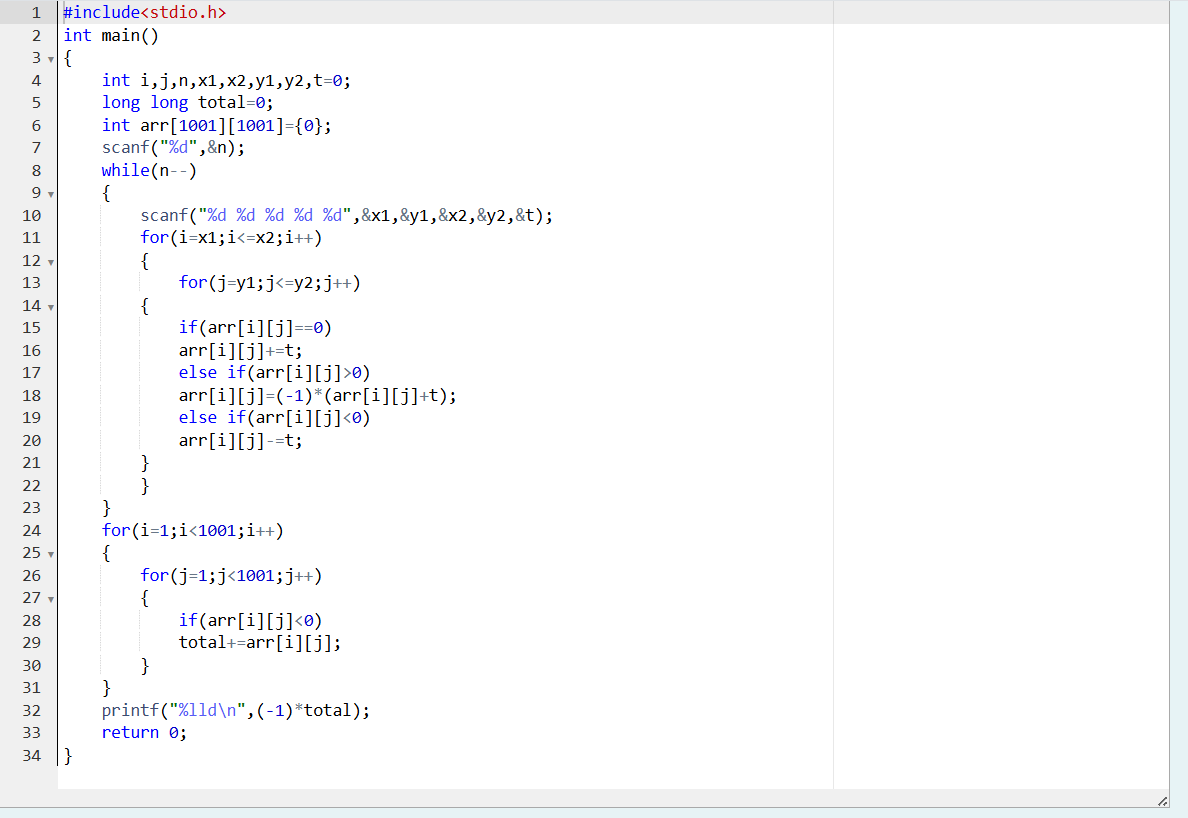 1 #include<stdio.h>
2 int main()
3 {
4 int i,j,n,x1,x2,y1,y2,t=0;
5 long long total=0;
6 int arr[1001][1001]={0};
7 scanf("%d",&n);
8 while(n--)
9 {
10 scanf("%d %d %d %d %d",&x1,&y1,&x2,&y2,&t);
11 for(i=x1;i<=x2;i++)
12 {
13 for(j=y1;j<=y2;j++)
14 {
15 if(arr[i][j]==0)
16 arr[i][j]+=t;
17 else if(arr[i][j]>0)
18 arr[i][j]=(-1)*(arr[i][j]+t);
19 else if(arr[i][j]<0)
20 arr[i][j]-=t;
21 }
22 }
23 }
24 for(i=1;i<1001;i++)
25 {
26 for(j=1;j<1001;j++)
27 {
28 if(arr[i][j]<0)
29 total+=arr[i][j];
30 }
31 }
32 printf("%lld\n",(-1)*total);
33 return 0;
34 }